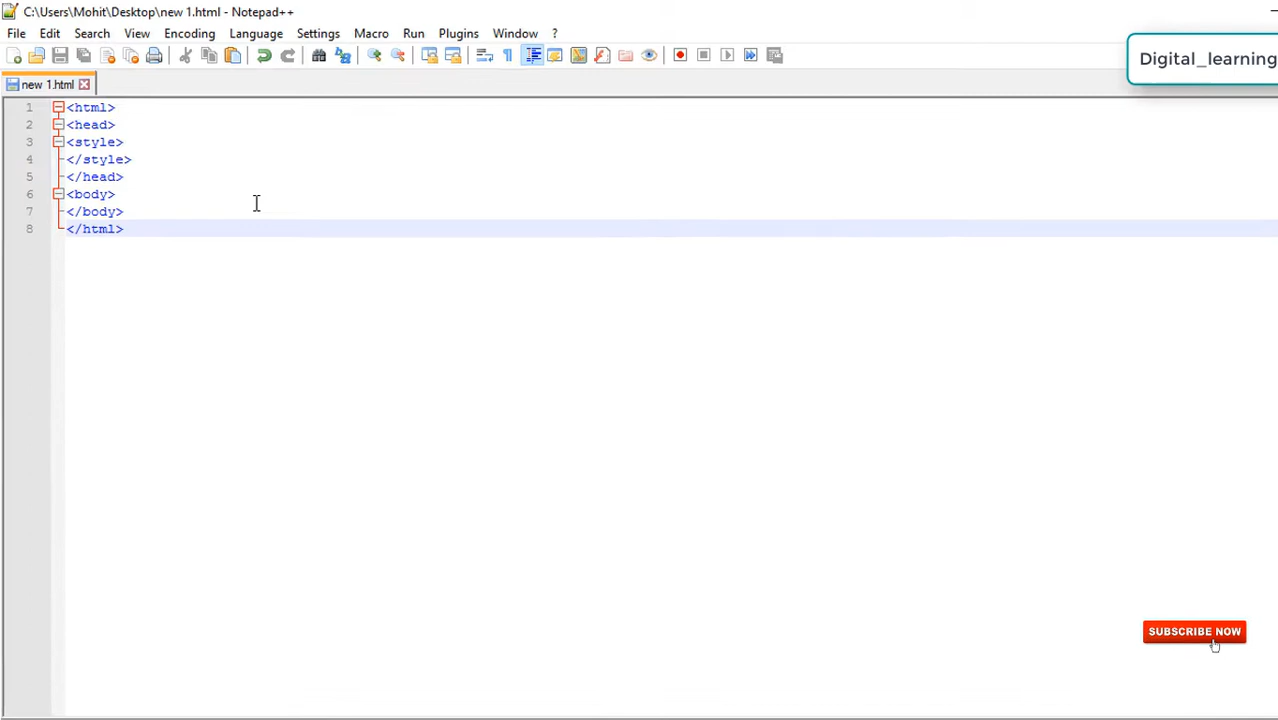 C:\Users\Mohit\Desktop\new 1.html - Notepad++
File Edit Search View Encoding Language Settings Macro Run Plugins Window ?
Digital_learning
new 1.html
1 <html>
2 <head>
3 <style>
4 </style>
5 </head>
6 <body>
7 </body>
8 </html>
SUBSCRIBE NOW